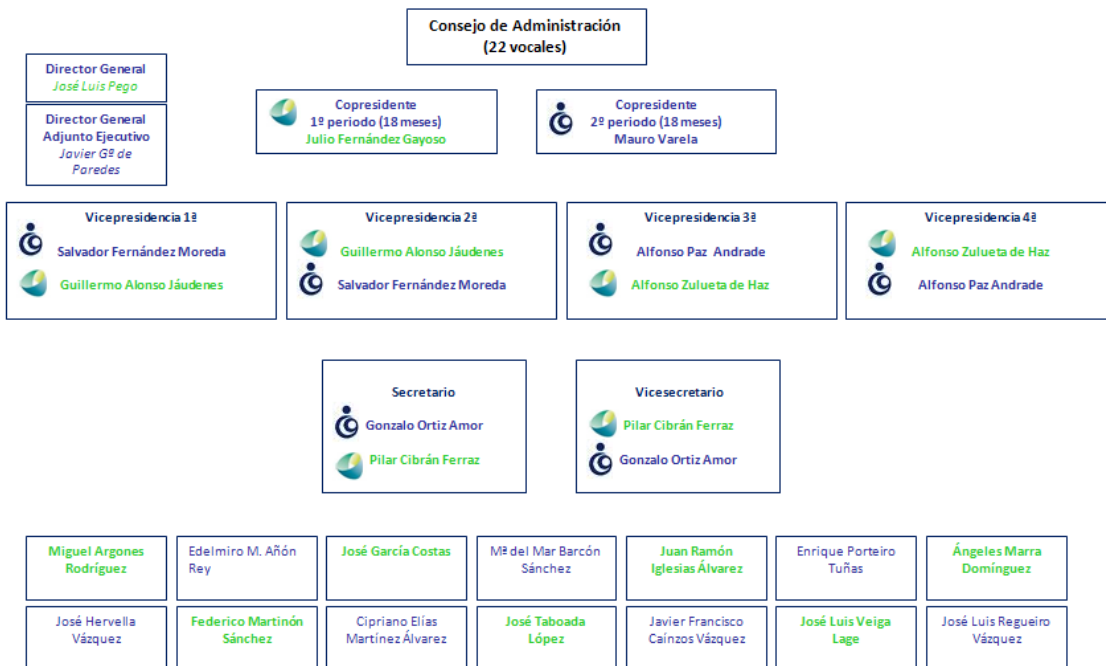 Consejo de Administración
(22 vocales)
Director General
José Luis Pego
Director General
Adjunto Ejecutivo
Javier Gª de
Paredes
Copresidente
1º periodo (18 meses)
Julio Fernández Gayoso
Copresidente
2º periodo (18 meses)
Mauro Varela
Vicepresidencia 1ª
Salvador Fernández Moreda
Guillermo Alonso Jáudenes
Vicepresidencia 2ª
Guillermo Alonso Jáudenes
Salvador Fernández Moreda
Vicepresidencia 3ª
Alfonso Paz Andrade
Alfonso Zulueta de Haz
Vicepresidencia 4ª
Alfonso Zulueta de Haz
Alfonso Paz Andrade
Secretario
Gonzalo Ortiz Amor
Pilar Cibrán Ferraz
Vicesecretario
Pilar Cibrán Ferraz
Gonzalo Ortiz Amor
Miguel Argones
Rodríguez
Edelmiro M. Añón
Rey
José García Costas
Mª del Mar Barcón
Sánchez
Juan Ramón
Iglesias Álvarez
Enrique Porteiro
Tuñas
Ángeles Marra
Domínguez
José Hervella
Vázquez
Federico Martinón
Sánchez
Cipriano Elías
Martínez Álvarez
José Taboada
López
Javier Francisco
Caínzos Vázquez
José Luis Veiga
Lage
José Luis Regueiro
Vázquez